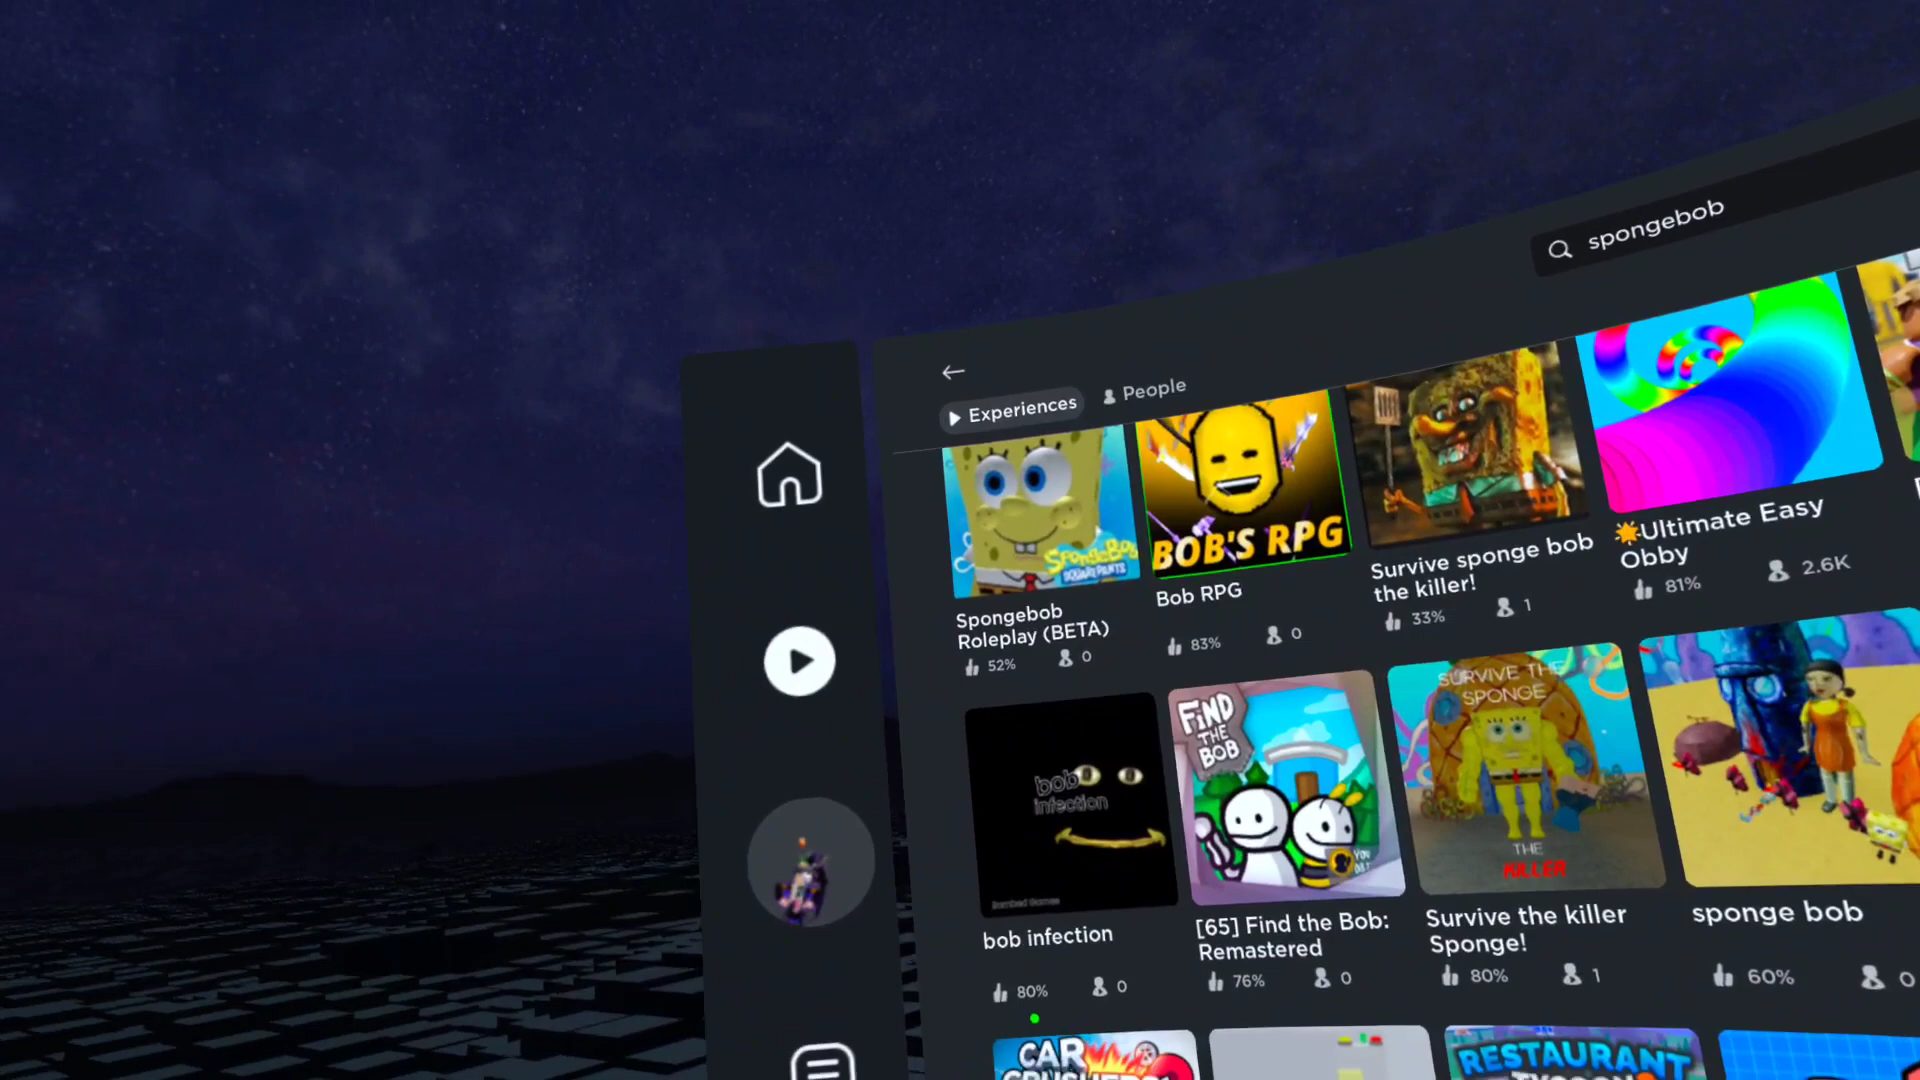 spongebob
Experiences
People
SpongeBob
SQUAREPANTS
BOB'S RPG
Spongebob
Roleplay (BETA)
52%
0
Bob RPG
83%
0
Survive sponge bob
the killer!
33%
1
Ultimate Easy
Obby
81%
2.6K
bob
infection
bob infection
80%
0
FIND
THE
BOB
[65] Find the Bob:
Remastered
76%
0
SURVIVE THE
SPONGE
THE
KILLER
Survive the killer
Sponge!
80%
1
sponge bob
60%
0
CAR
RESTAURANT